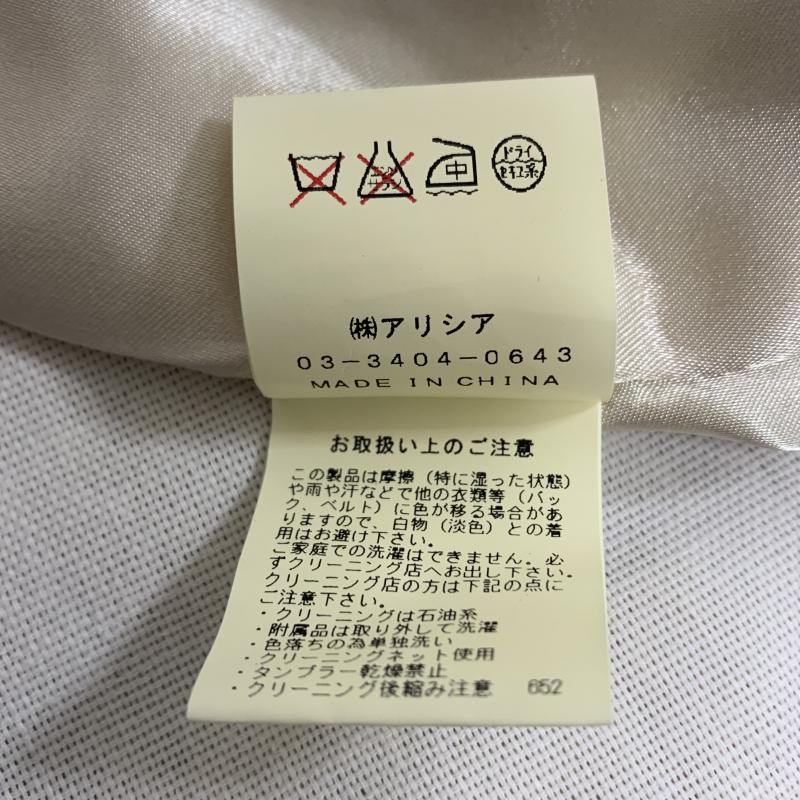 エンソ
サラシ
中
ドライ
セキユ系
㈱アリシア
03-3404-0643
MADE IN CHINA
お取扱い上のご注意
この製品は摩擦（特に湿った状態）
や雨や汗などで他の衣類等（バッ
ク、ベルト）に色が移る場合があ
りますので、白物（淡色）との着
用はお避け下さい。
ご家庭での洗濯はできません。必
ずクリーニング店へお出し下さい。
クリーニング店の方は下記の点に
ご注意下さい。
・クリーニングは石油系
・附属品は取り外して洗濯
・色落ちの為単独洗い
・クリーニングネット使用
・タンブラー乾燥禁止
・クリーニング後縮み注意 652